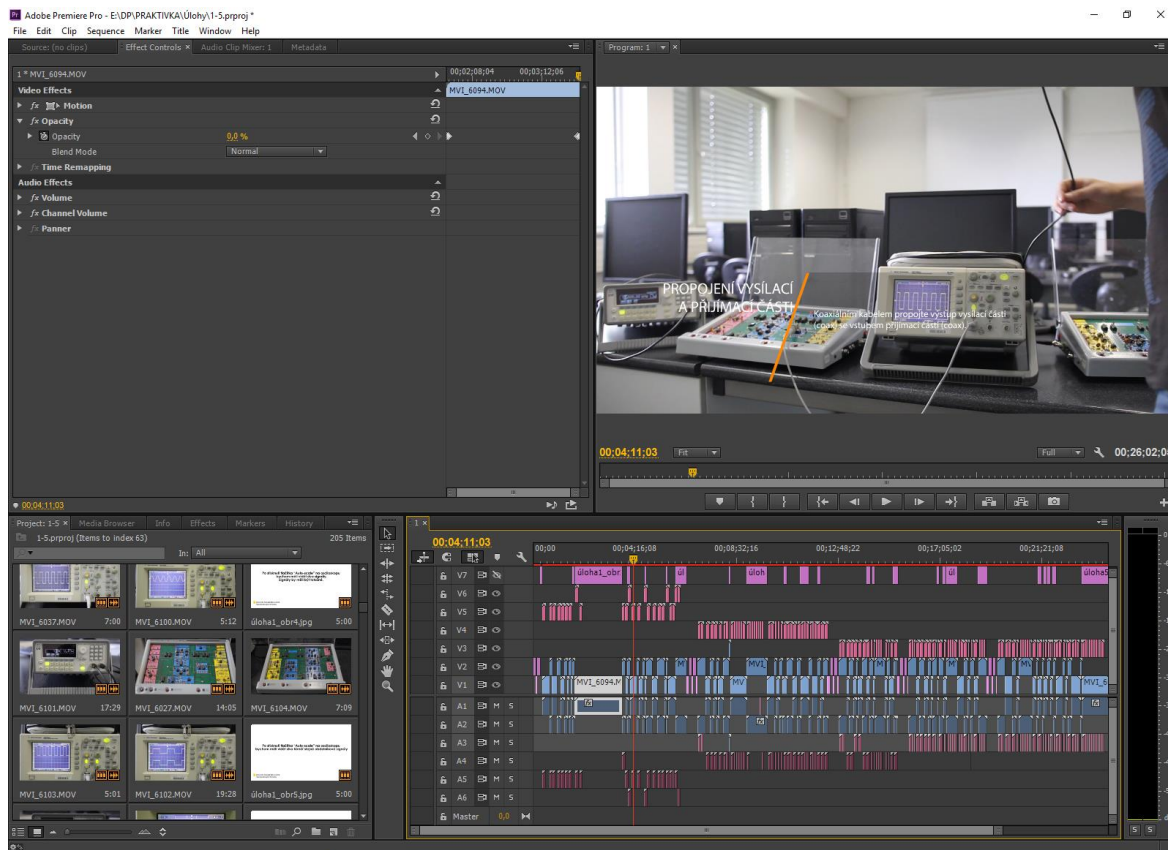 Adobe Premiere Pro - E:\DP\PRAKTIVKA\Úlohy\1-5.prproj *
File Edit Clip Sequence Marker Title Window Help
Source: (no clips) Effect Controls × Audio Clip Mixer: 1 Metadata
1 * MVI_6094.MOV
00;02;08;04 00;03;12;06
Video Effects
MVI_6094.MOV
fx Motion
fx Opacity
Opacity 0,0 %
Blend Mode Normal
fx Time Remapping
Audio Effects
fx Volume
fx Channel Volume
fx Panner
00;04;11;03
Program: 1 ×
PROPOJENÍ VYSÍLACÍ
A PŘIJÍMACÍ ČÁSTI
Koaxiálním kabelem propojte výstup vysílací části
(coax) se vstupem přijímací části (coax).
00;04;11;03 Fit Full
Project: 1-5 × Media Browser Info Effects Markers History
1-5.prproj (Items to index 63) 205 Items
In: All
MVI_6037.MOV 7:00 MVI_6100.MOV 5:12 úloha1_obr4.jpg 5:00
MVI_6101.MOV 17:29 MVI_6027.MOV 14:05 MVI_6104.MOV 7:09
MVI_6103.MOV 5:01 MVI_6102.MOV 19:28 úloha1_obr5.jpg 5:00
1 ×
00;04;11;03
00;00 00;04;16;08 00;08;32;16 00;12;48;22 00;17;05;02 00;21;21;08
V7 úloha1_obr úl úloh úl úloha5
V6
V5
V4
V3
V2
V1 MVI_6094.M MV MVI_6
A1 M S
A2 M S
A3 M S
A4 M S
A5 M S
A6 M S
Master 0,0
S S